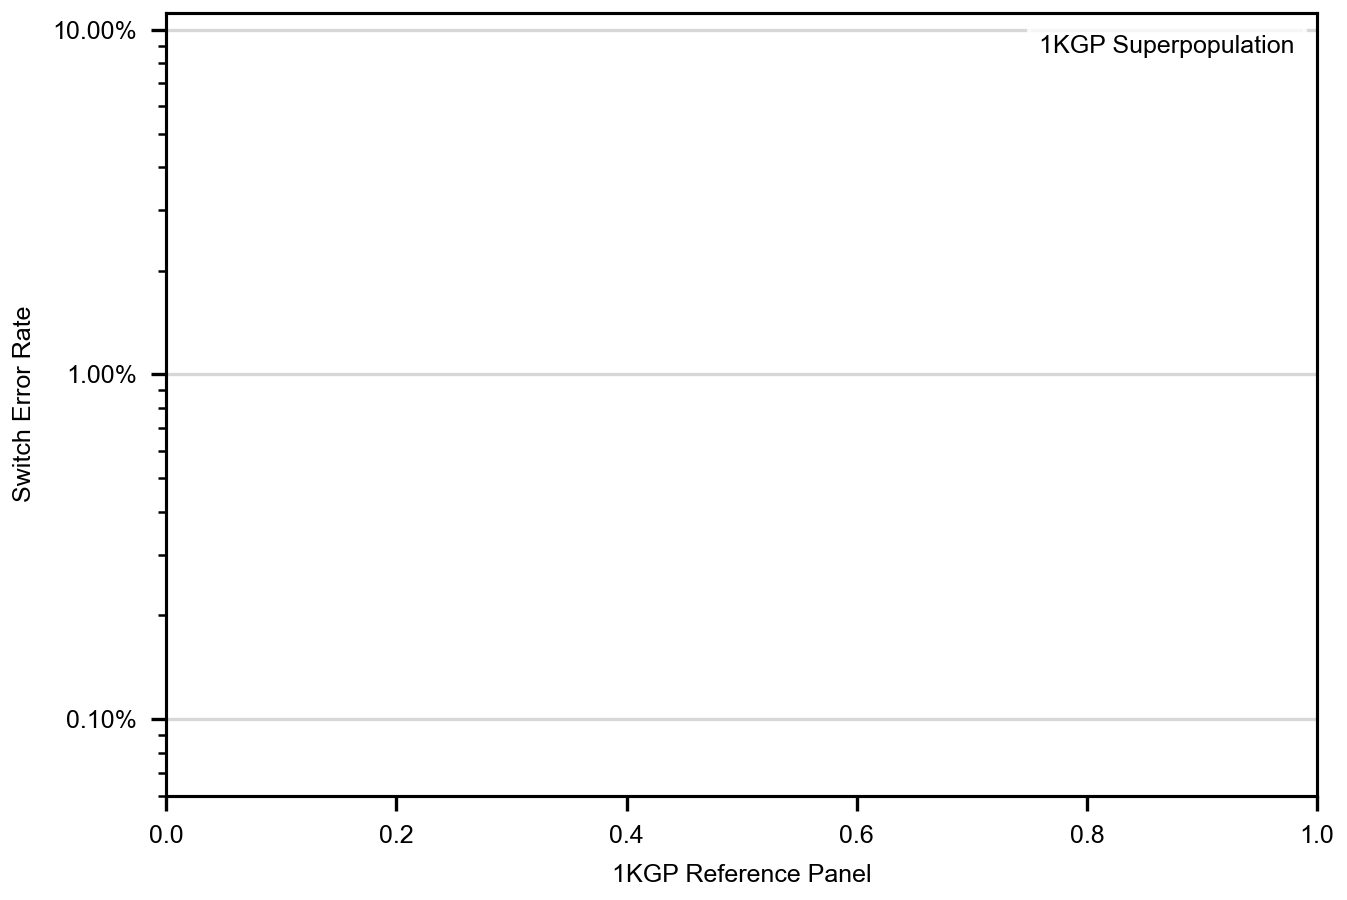 10.00%
1KGP Superpopulation
1.00%
Switch Error Rate
0.10%
0.0 0.2 0.4 0.6 0.8 1.0
1KGP Reference Panel